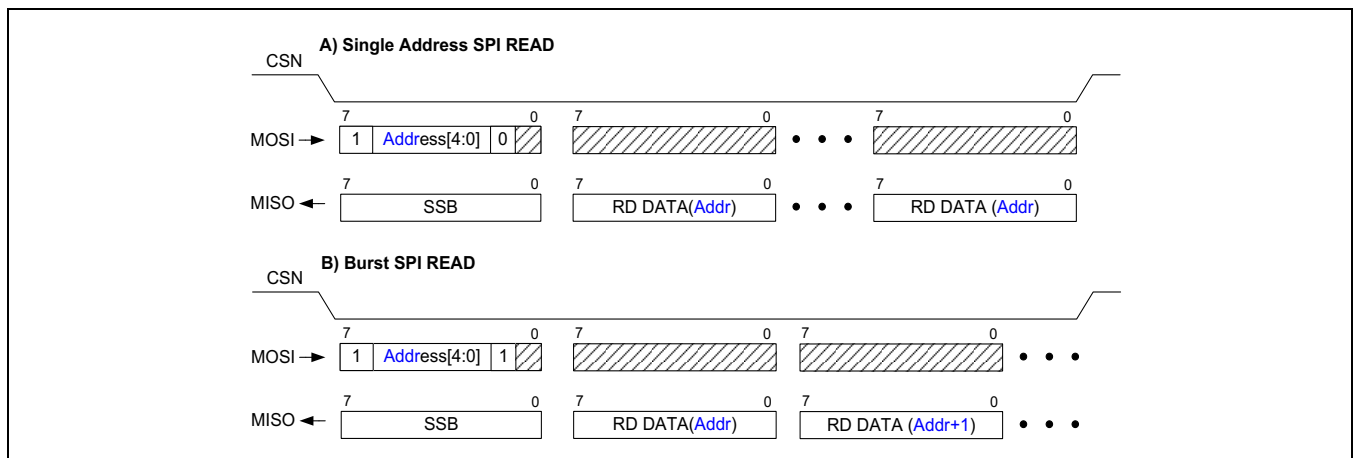 A) Single Address SPI READ
CSN
7 0 7 0 7 0
MOSI 1 Address[4:0] 0 • • •
7 0 7 0 7 0
MISO SSB RD DATA(Addr) • • • RD DATA (Addr)
B) Burst SPI READ
CSN
7 0 7 0 7 0
MOSI 1 Address[4:0] 1 • • •
7 0 7 0 7 0
MISO SSB RD DATA(Addr) RD DATA (Addr+1) • • •